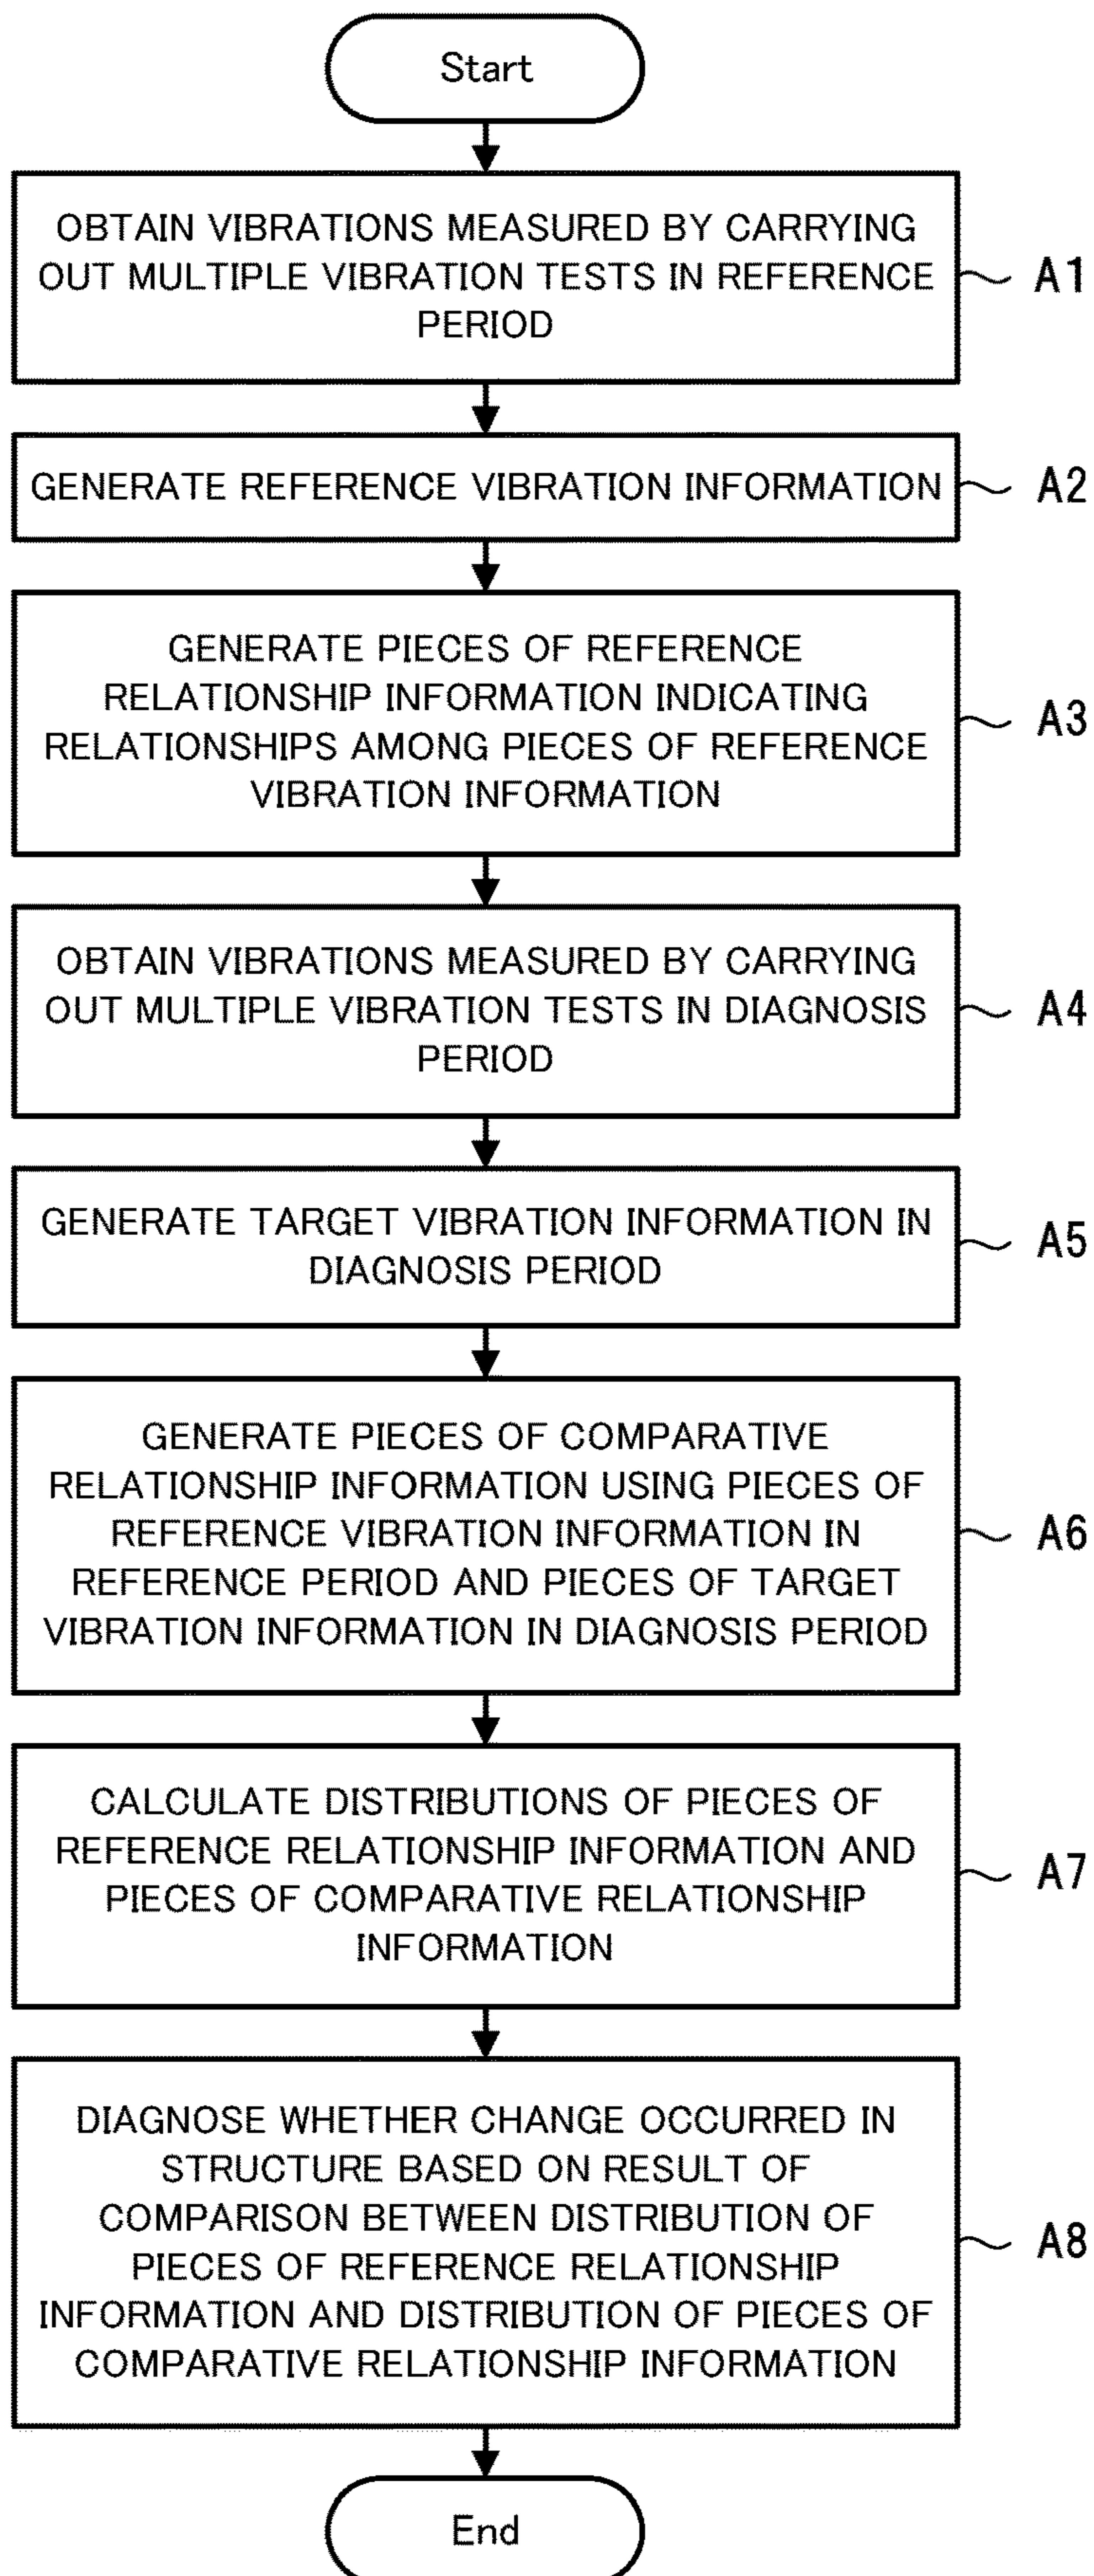 Start
OBTAIN VIBRATIONS MEASURED BY CARRYING
OUT MULTIPLE VIBRATION TESTS IN REFERENCE
PERIOD
A1
GENERATE REFERENCE VIBRATION INFORMATION
A2
GENERATE PIECES OF REFERENCE
RELATIONSHIP INFORMATION INDICATING
RELATIONSHIPS AMONG PIECES OF REFERENCE
VIBRATION INFORMATION
A3
OBTAIN VIBRATIONS MEASURED BY CARRYING
OUT MULTIPLE VIBRATION TESTS IN DIAGNOSIS
PERIOD
A4
GENERATE TARGET VIBRATION INFORMATION IN
DIAGNOSIS PERIOD
A5
GENERATE PIECES OF COMPARATIVE
RELATIONSHIP INFORMATION USING PIECES OF
REFERENCE VIBRATION INFORMATION IN
REFERENCE PERIOD AND PIECES OF TARGET
VIBRATION INFORMATION IN DIAGNOSIS PERIOD
A6
CALCULATE DISTRIBUTIONS OF PIECES OF
REFERENCE RELATIONSHIP INFORMATION AND
PIECES OF COMPARATIVE RELATIONSHIP
INFORMATION
A7
DIAGNOSE WHETHER CHANGE OCCURRED IN
STRUCTURE BASED ON RESULT OF
COMPARISON BETWEEN DISTRIBUTION OF
PIECES OF REFERENCE RELATIONSHIP
INFORMATION AND DISTRIBUTION OF PIECES OF
COMPARATIVE RELATIONSHIP INFORMATION
A8
End